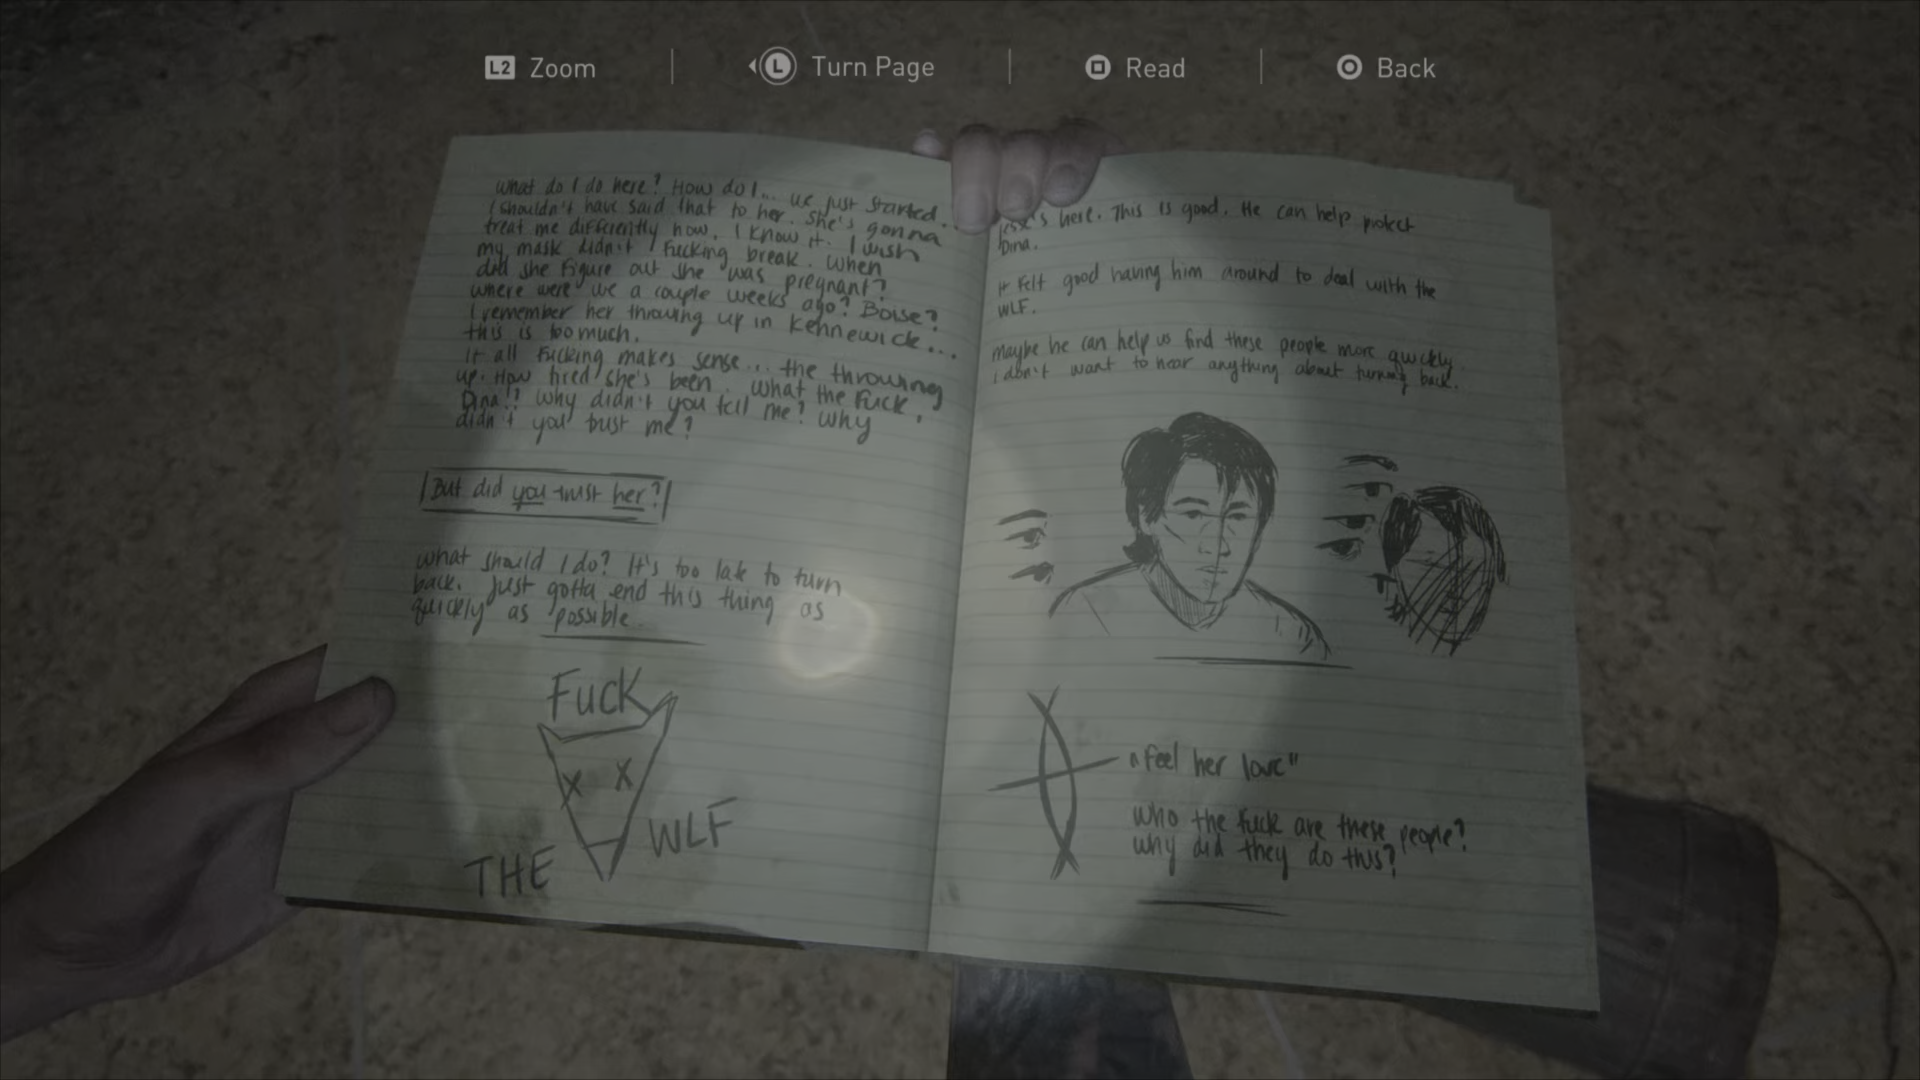 L2 Zoom
L Turn Page
Read
Back
what do I do here? How do I... we just started.
I shouldn't have said that to her. She's gonna
treat me differently now. I know it. I wish
my mask didn't fucking break. When
did she figure out she was pregnant?
where were we a couple weeks ago? Boise?
I remember her throwing up in Kennewick...
this is too much.
It all fucking makes sense... the throwing
up. How tired she's been. What the fuck,
Dina!? Why didn't you tell me? Why
didn't you trust me?
But did you trust her?
what should I do? It's too late to turn
back. Just gotta end this thing as
quickly as possible.
Fuck
THE
WLF
Jesse's here. This is good. He can help protect
Dina.
It felt good having him around to deal with the
WLF.
Maybe he can help us find these people more quickly.
I don't want to hear anything about turning back.
"Feel her love"
Who the fuck are these people?
Why did they do this?